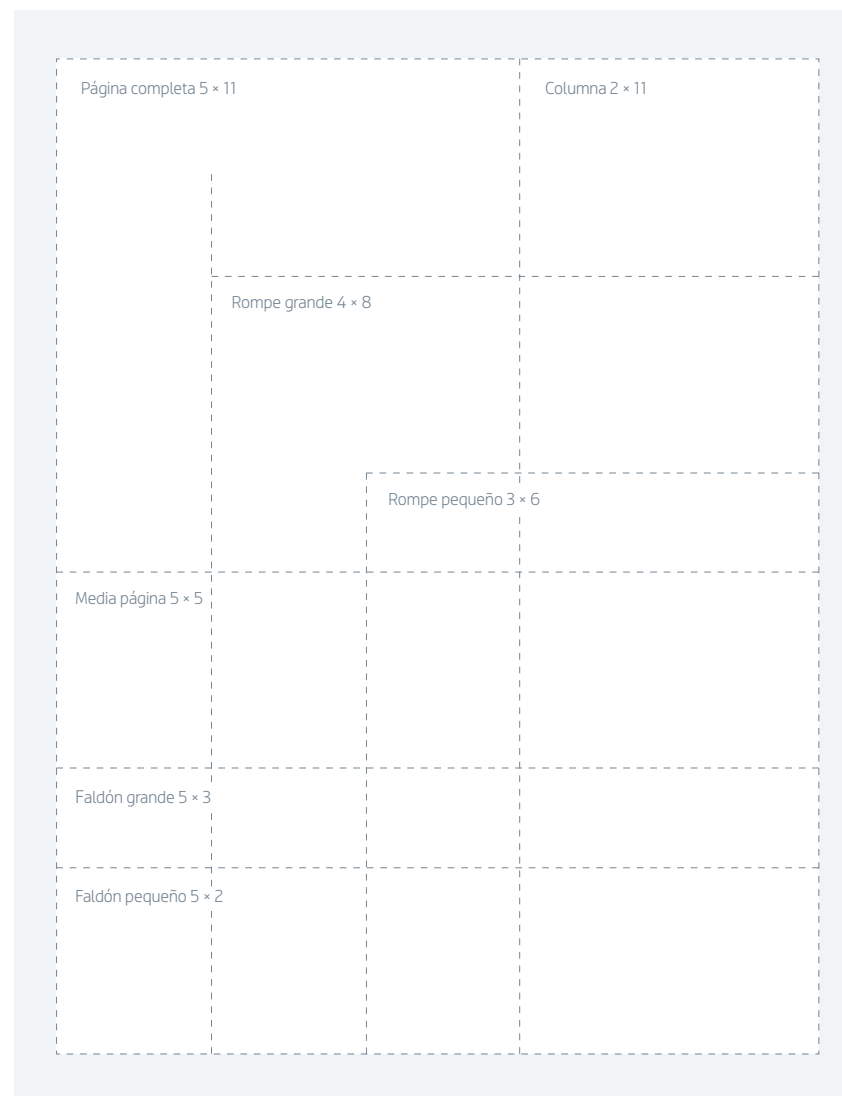 Página completa 5 × 11
Columna 2 × 11
Rompe grande 4 × 8
Rompe pequeño 3 × 6
Media página 5 × 5
Faldón grande 5 × 3
Faldón pequeño 5 × 2